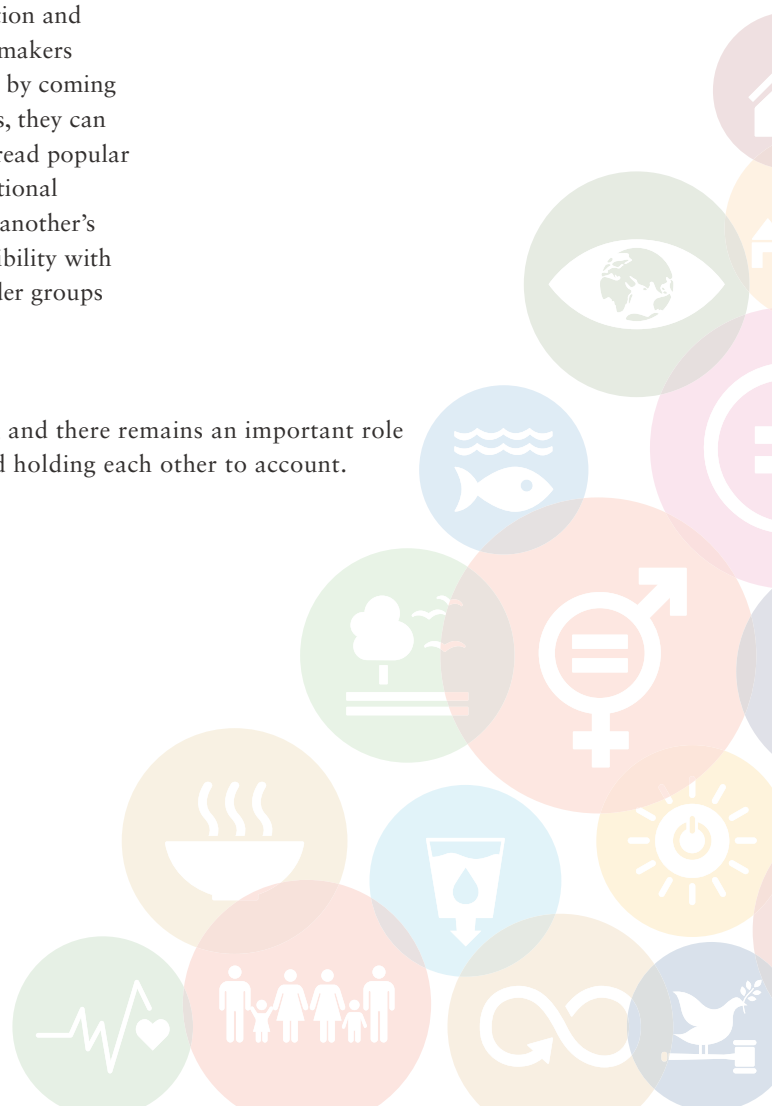 tion and
makers
by coming
s, they can
read popular
tional
another’s
ibility with
ler groups
and there remains an important role
d holding each other to account.